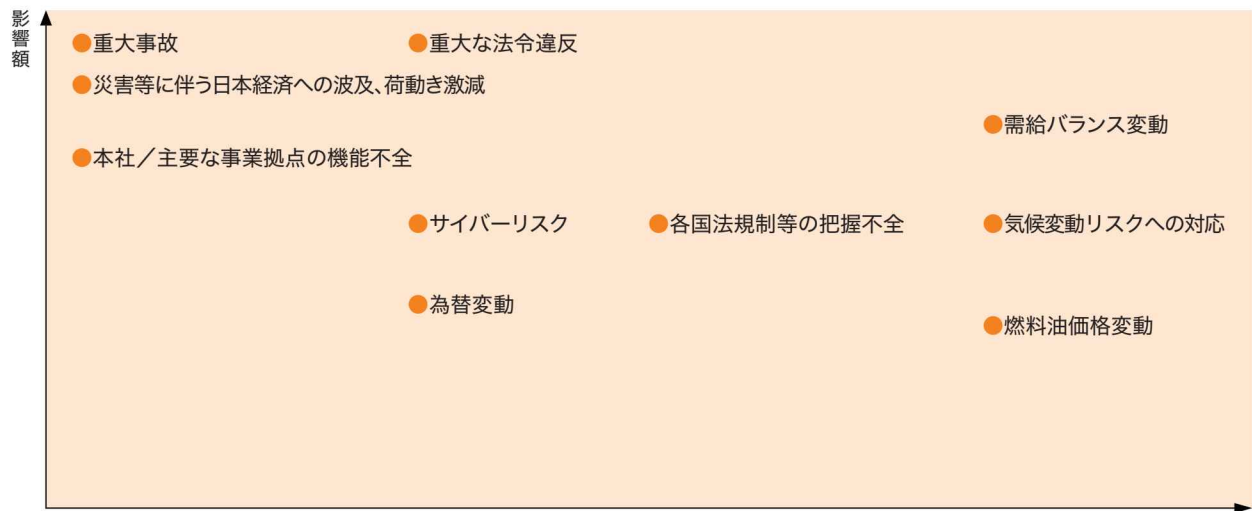 影響額
重大事故
重大な法令違反
災害等に伴う日本経済への波及、荷動き激減
需給バランス変動
本社／主要な事業拠点の機能不全
サイバーリスク
各国法規制等の把握不全
気候変動リスクへの対応
為替変動
燃料油価格変動